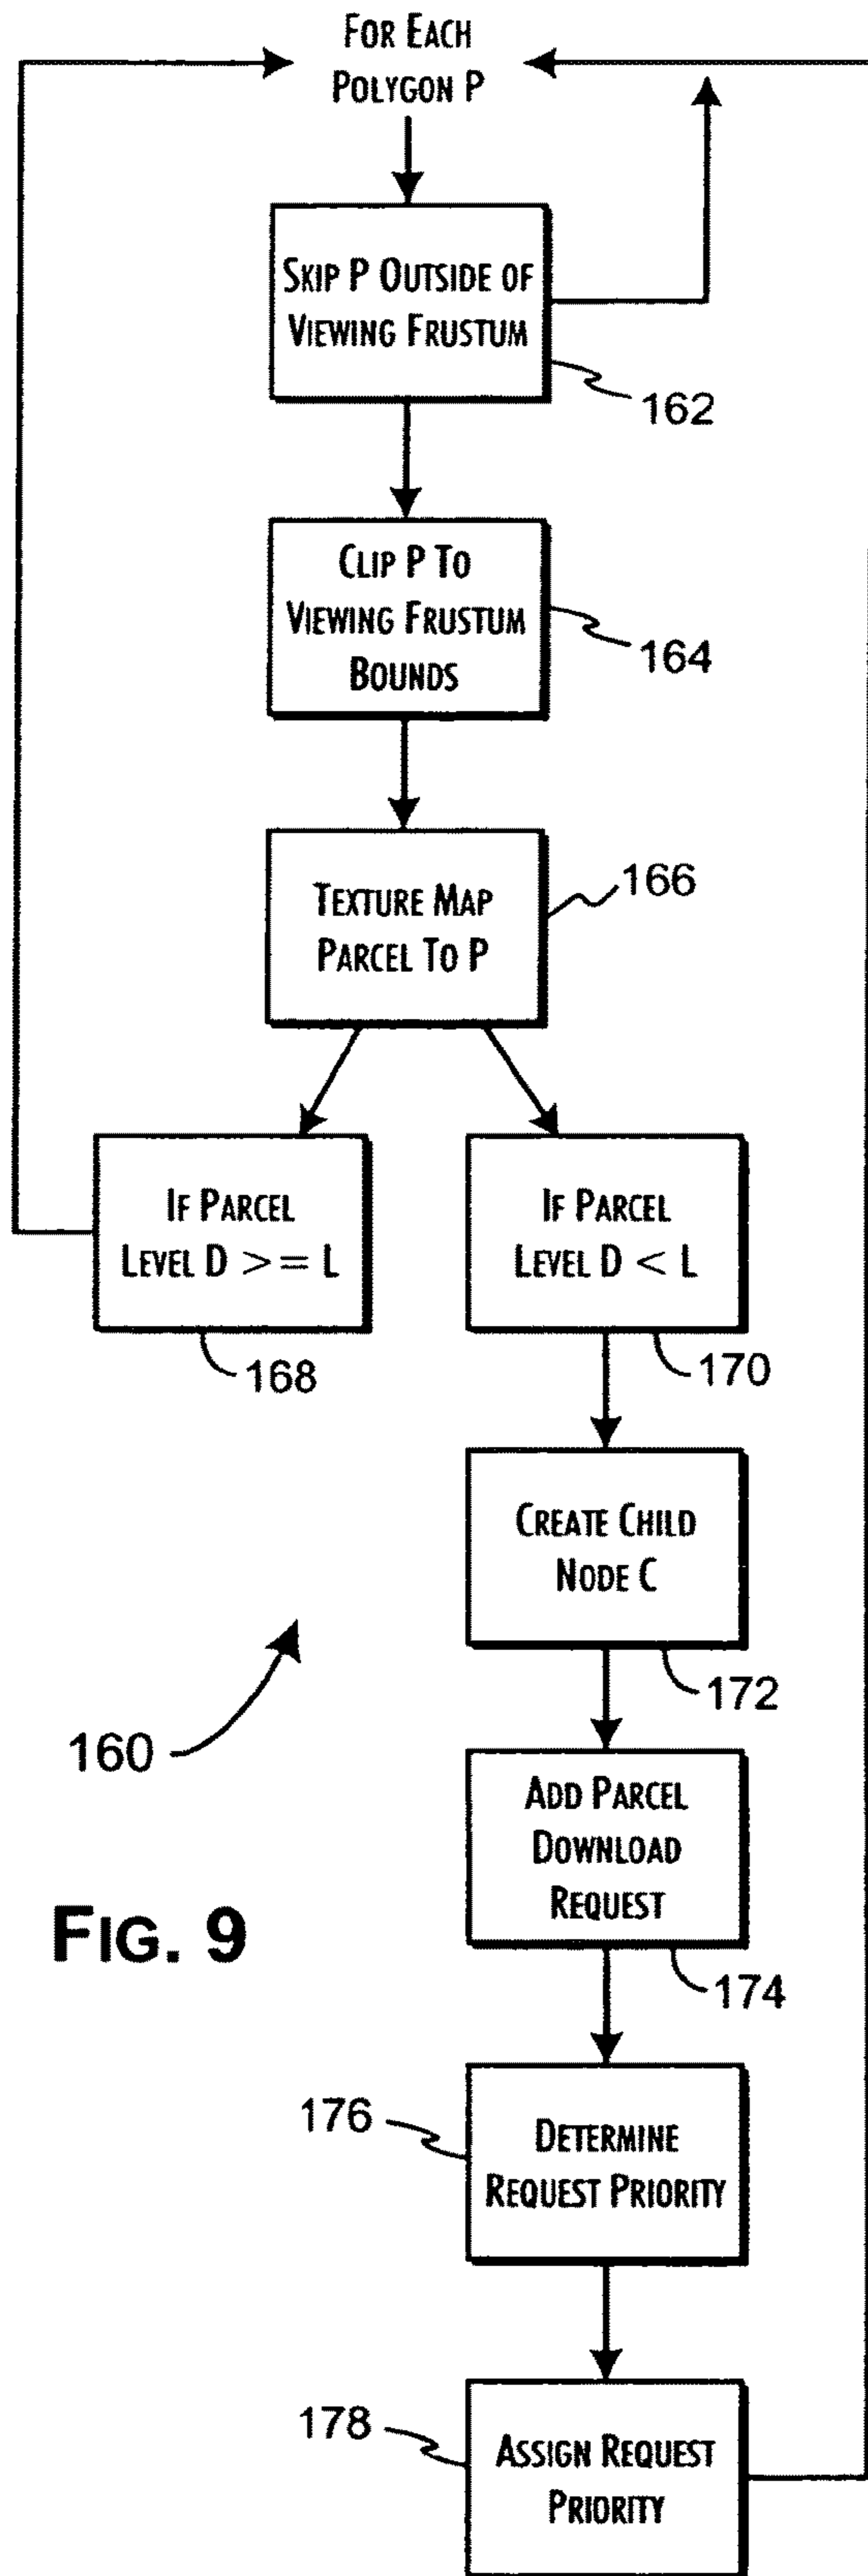 FOR EACH
POLYGON P
SKIP P OUTSIDE OF
VIEWING FRUSTUM
162
CLIP P TO
VIEWING FRUSTUM
BOUNDS
164
TEXTURE MAP
PARCEL TO P
166
IF PARCEL
LEVEL D >= L
168
IF PARCEL
LEVEL D < L
170
CREATE CHILD
NODE C
172
160
ADD PARCEL
DOWNLOAD
REQUEST
174
FIG. 9
176
DETERMINE
REQUEST PRIORITY
178
ASSIGN REQUEST
PRIORITY